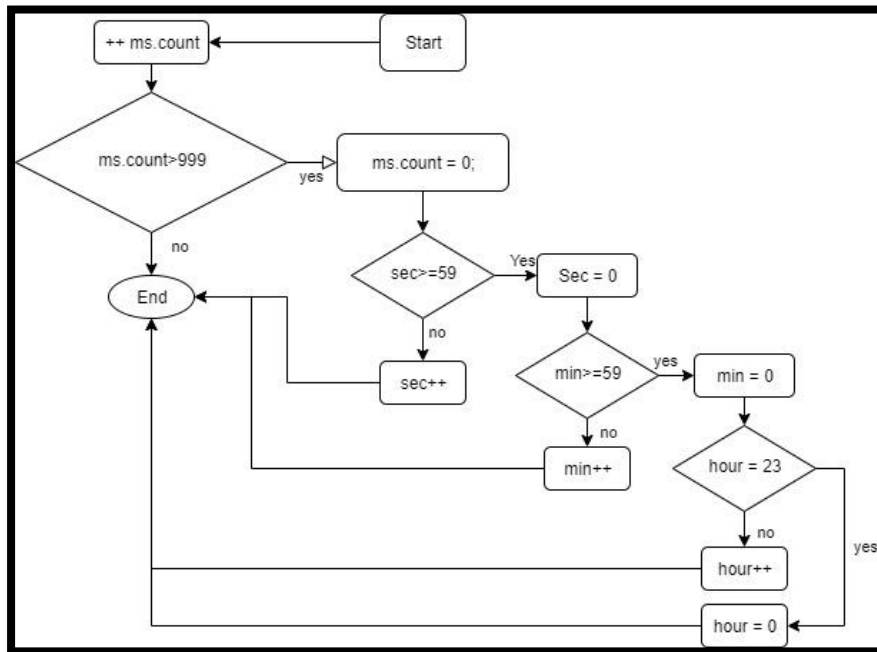 ++ ms.count
Start
ms.count>999
yes
ms.count = 0;
no
sec>=59
Yes
Sec = 0
End
no
sec++
min>=59
yes
min = 0
no
min++
hour = 23
no
yes
hour++
hour = 0